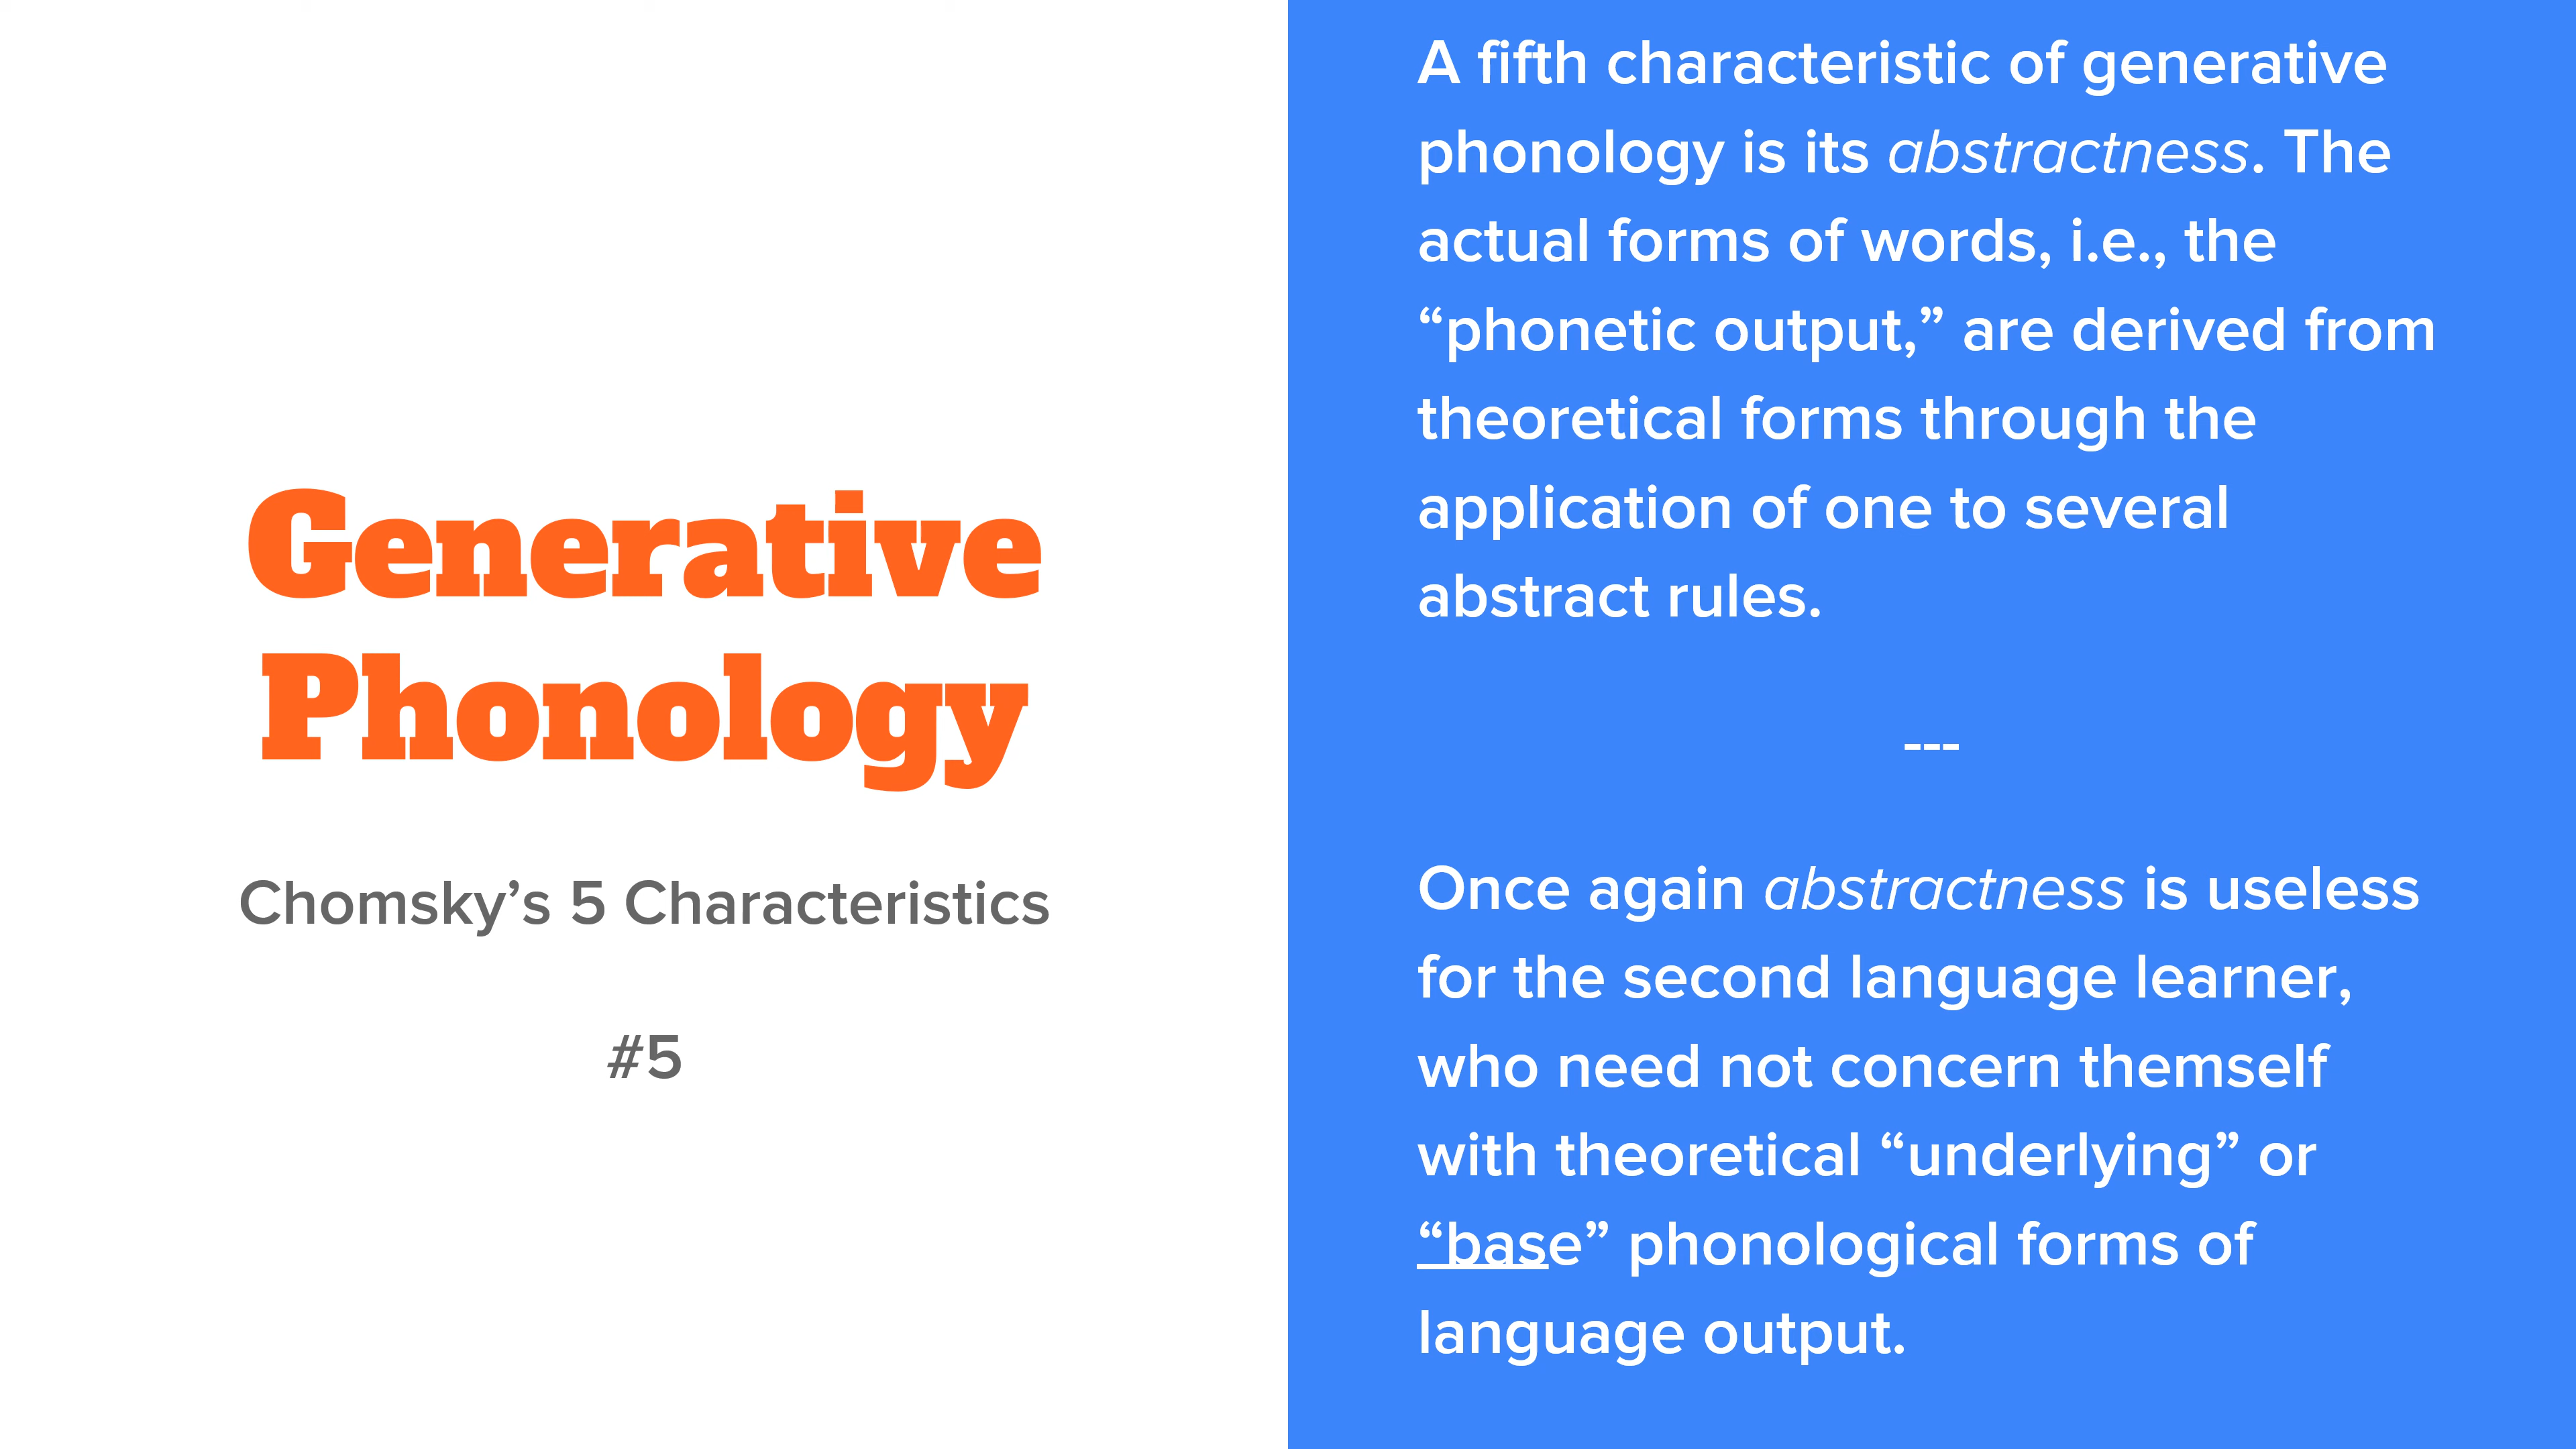 Generative
Phonology
Chomsky’s 5 Characteristics
#5
A fifth characteristic of generative
phonology is its abstractness. The
actual forms of words, i.e., the
“phonetic output,” are derived from
theoretical forms through the
application of one to several
abstract rules.
---
Once again abstractness is useless
for the second language learner,
who need not concern themself
with theoretical “underlying” or
“base” phonological forms of
language output.